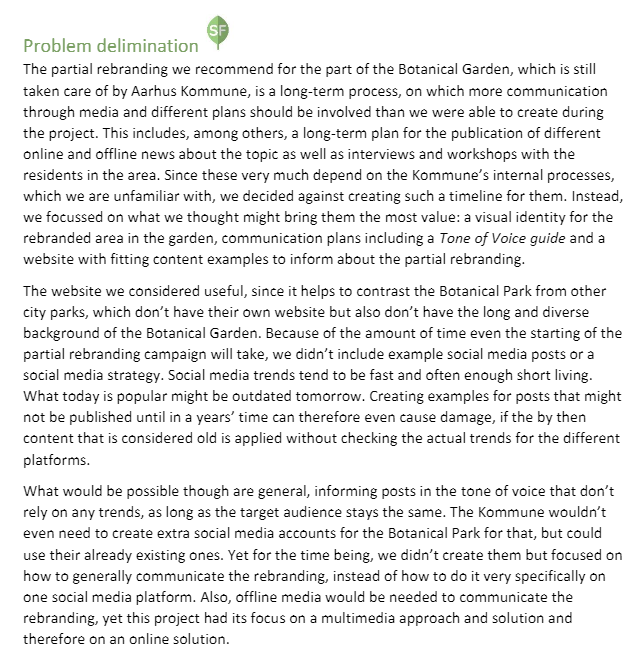 Problem delimination SF
The partial rebranding we recommend for the part of the Botanical Garden, which is still
taken care of by Aarhus Kommune, is a long-term process, on which more communication
through media and different plans should be involved than we were able to create during
the project. This includes, among others, a long-term plan for the publication of different
online and offline news about the topic as well as interviews and workshops with the
residents in the area. Since these very much depend on the Kommune's internal processes,
which we are unfamiliar with, we decided against creating such a timeline for them. Instead,
we focussed on what we thought might bring them the most value: a visual identity for the
rebranded area in the garden, communication plans including a Tone of Voice guide and a
website with fitting content examples to inform about the partial rebranding.
The website we considered useful, since it helps to contrast the Botanical Park from other
city parks, which don't have their own website but also don't have the long and diverse
background of the Botanical Garden. Because of the amount of time even the starting of the
partial rebranding campaign will take, we didn't include example social media posts or a
social media strategy. Social media trends tend to be fast and often enough short living.
What today is popular might be outdated tomorrow. Creating examples for posts that might
not be published until in a years' time can therefore even cause damage, if the by then
content that is considered old is applied without checking the actual trends for the different
platforms.
What would be possible though are general, informing posts in the tone of voice that don't
rely on any trends, as long as the target audience stays the same. The Kommune wouldn't
even need to create extra social media accounts for the Botanical Park for that, but could
use their already existing ones. Yet for the time being, we didn't create them but focused on
how to generally communicate the rebranding, instead of how to do it very specifically on
one social media platform. Also, offline media would be needed to communicate the
rebranding, yet this project had its focus on a multimedia approach and solution and
therefore on an online solution.